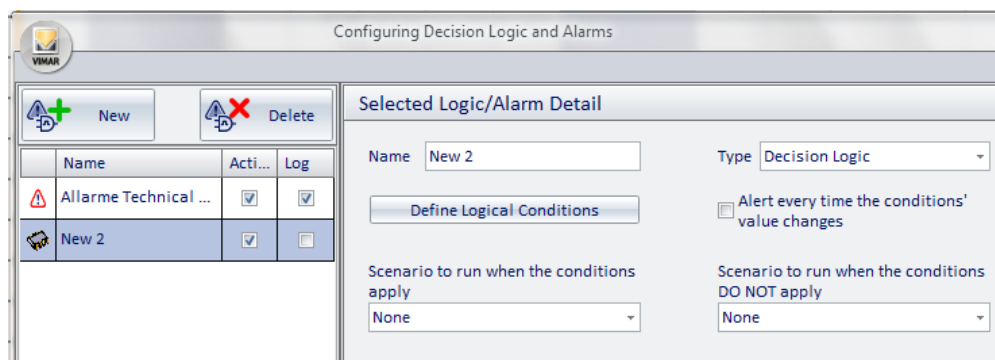 Configuring Decision Logic and Alarms
VIMAR
New
Delete
Name
Acti...
Log
Allarme Technical ...
New 2
Selected Logic/Alarm Detail
Name
New 2
Type
Decision Logic
Define Logical Conditions
Alert every time the conditions'
value changes
Scenario to run when the conditions
apply
None
Scenario to run when the conditions
DO NOT apply
None